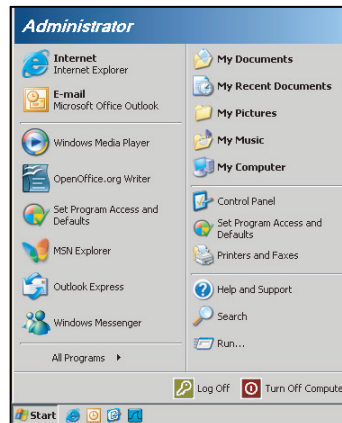 Administrator
Internet
Internet Explorer
E-mail
Microsoft Office Outlook
Windows Media Player
OpenOffice.org Writer
Set Program Access and
Defaults
MSN Explorer
Outlook Express
Windows Messenger
All Programs
My Documents
My Recent Documents
My Pictures
My Music
My Computer
Control Panel
Set Program Access and
Defaults
Printers and Faxes
Help and Support
Search
Run...
Log Off
Turn Off Compute
Start